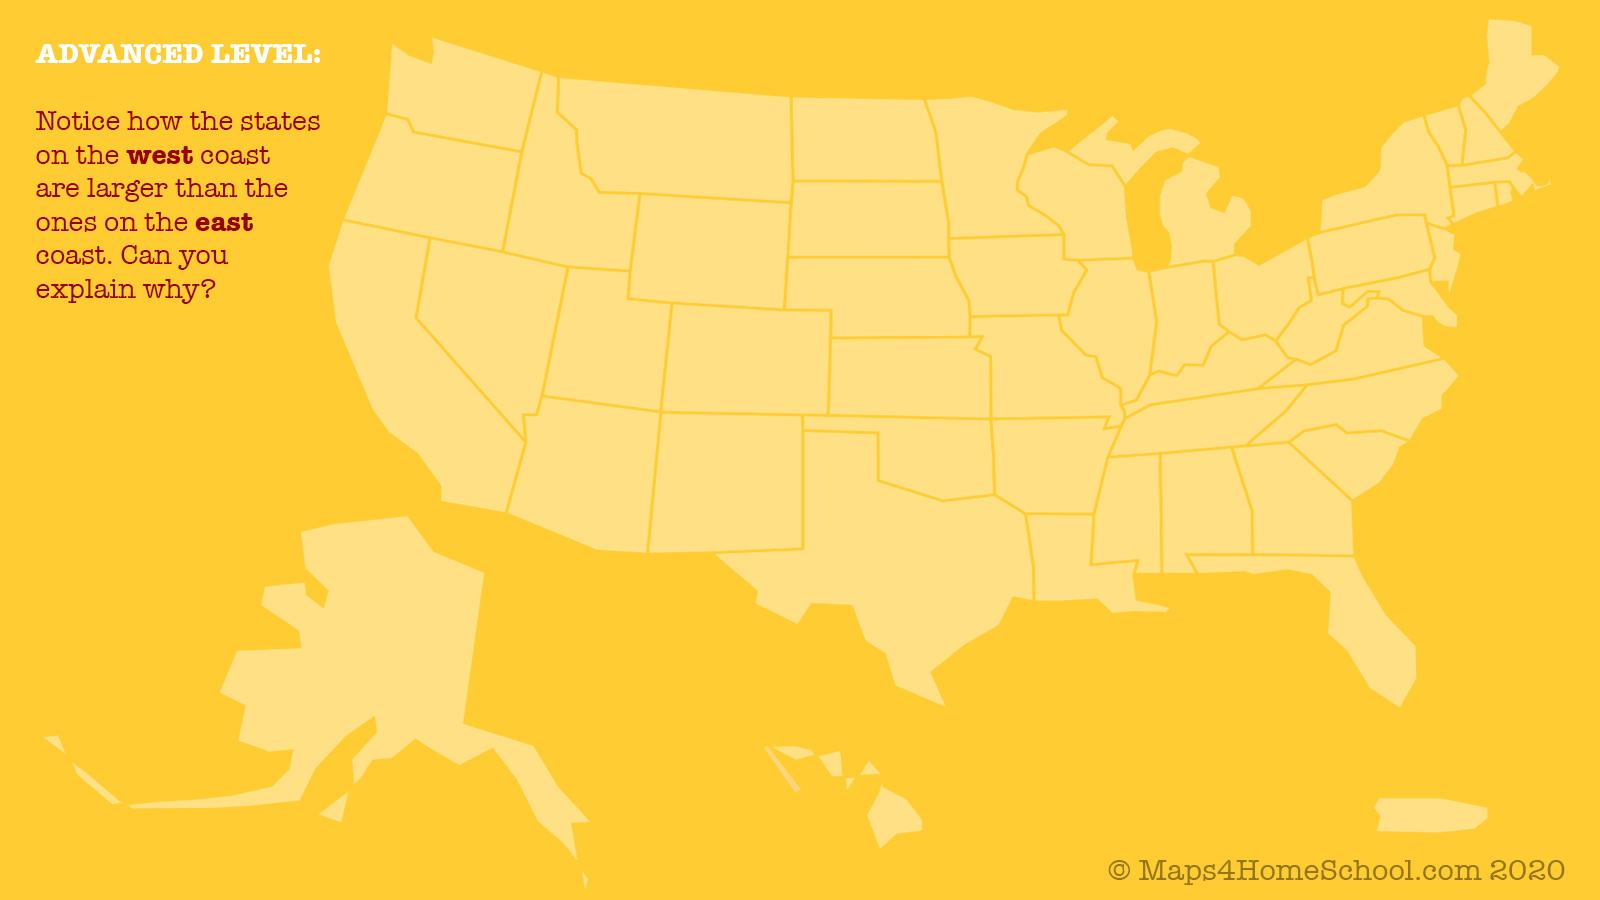 ADVANCED LEVEL:
Notice how the states
on the west coast
are larger than the
ones on the east
coast. Can you
explain why?
© Maps4HomeSchool.com 2020